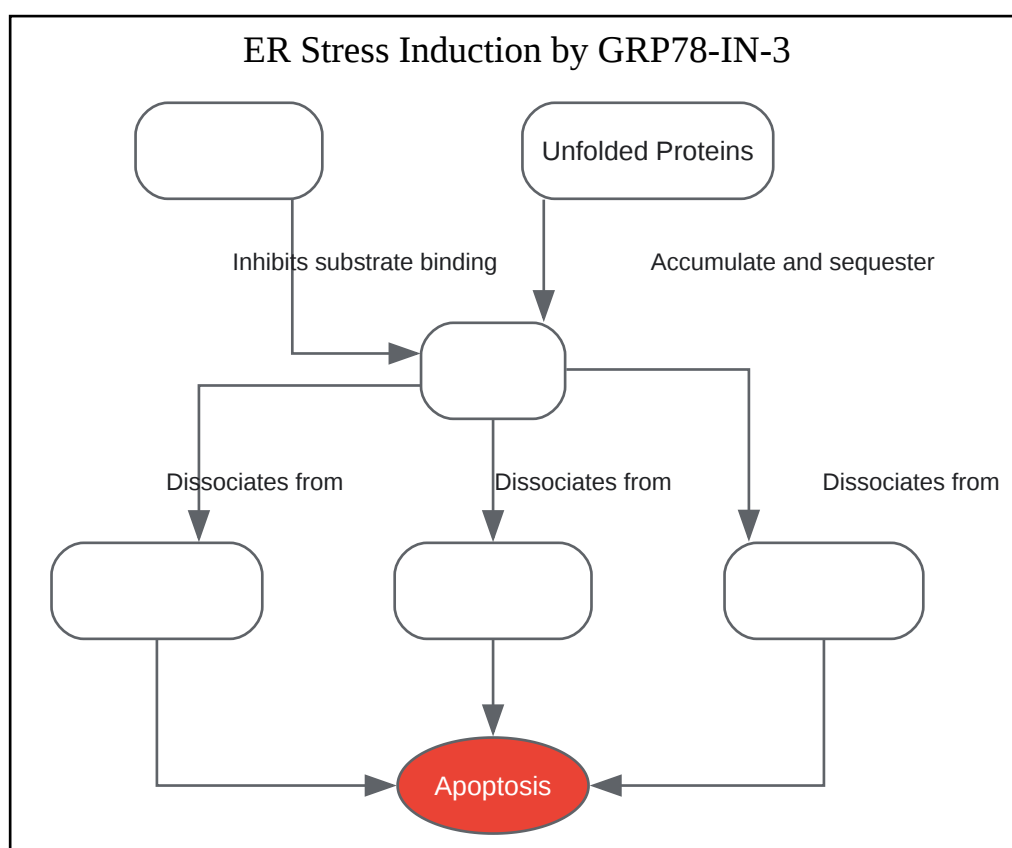 ER Stress Induction by GRP78-IN-3
Unfolded Proteins
Inhibits substrate binding
Accumulate and sequester
Dissociates from
Dissociates from
Dissociates from
Apoptosis